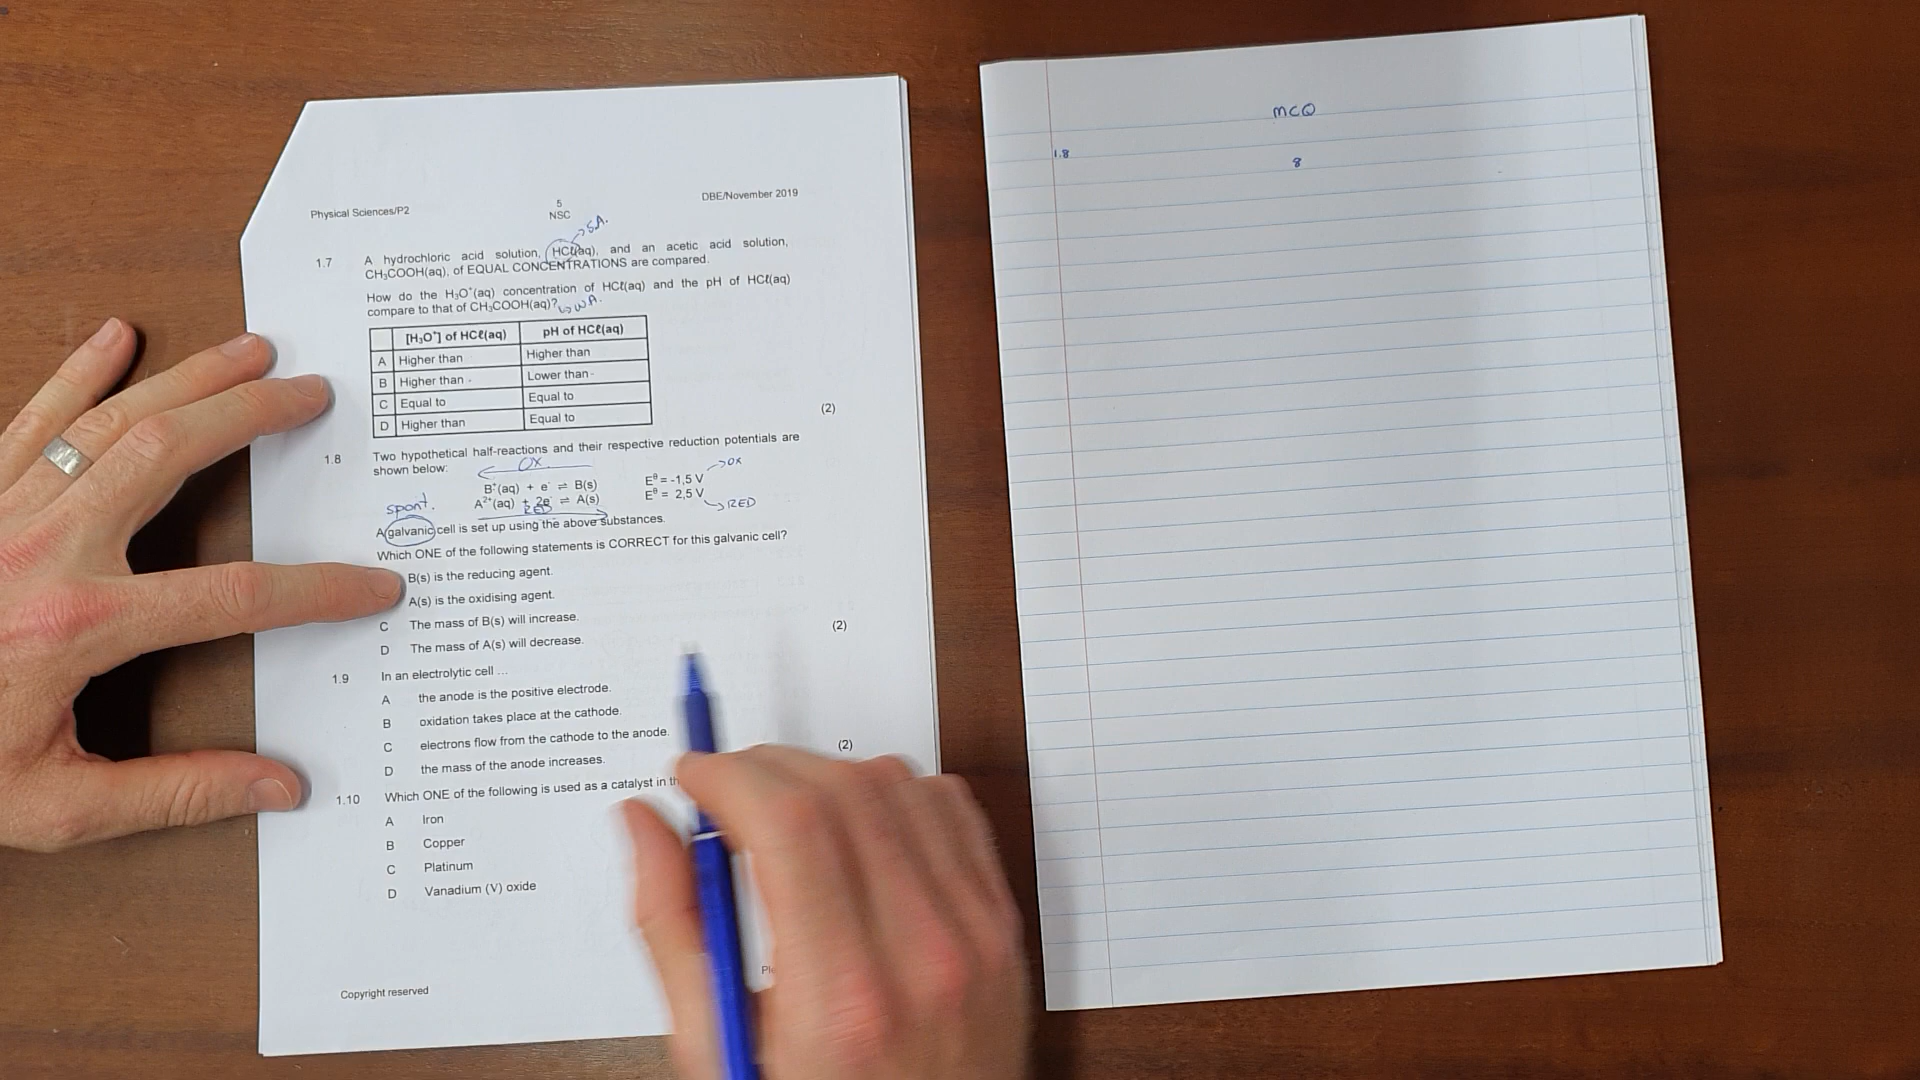 Physical Sciences/P2
5
NSC
DBE/November 2019
S.A.
1.7 A hydrochloric acid solution, HCℓ(aq), and an acetic acid solution,
CH₃COOH(aq), of EQUAL CONCENTRATIONS are compared.
How do the H₃O⁺(aq) concentration of HCℓ(aq) and the pH of HCℓ(aq)
compare to that of CH₃COOH(aq)? W A.
[H₃O⁺] of HCℓ(aq) pH of HCℓ(aq)
A Higher than Higher than
B Higher than Lower than
C Equal to Equal to
D Higher than Equal to
(2)
1.8 Two hypothetical half-reactions and their respective reduction potentials are
shown below:
OX
B⁺(aq) + e⁻ ⇌ B(s) E⁰ = -1,5 V OX
A²⁺(aq) + 2e⁻ ⇌ A(s) E⁰ = 2,5 V RED
spont. RED
A galvanic cell is set up using the above substances.
Which ONE of the following statements is CORRECT for this galvanic cell?
B(s) is the reducing agent.
A(s) is the oxidising agent.
C The mass of B(s) will increase.
D The mass of A(s) will decrease.
(2)
1.9 In an electrolytic cell ...
A the anode is the positive electrode.
B oxidation takes place at the cathode.
C electrons flow from the cathode to the anode.
D the mass of the anode increases.
(2)
1.10 Which ONE of the following is used as a catalyst in
A Iron
B Copper
C Platinum
D Vanadium (V) oxide
Copyright reserved
MCQ
1.8
8